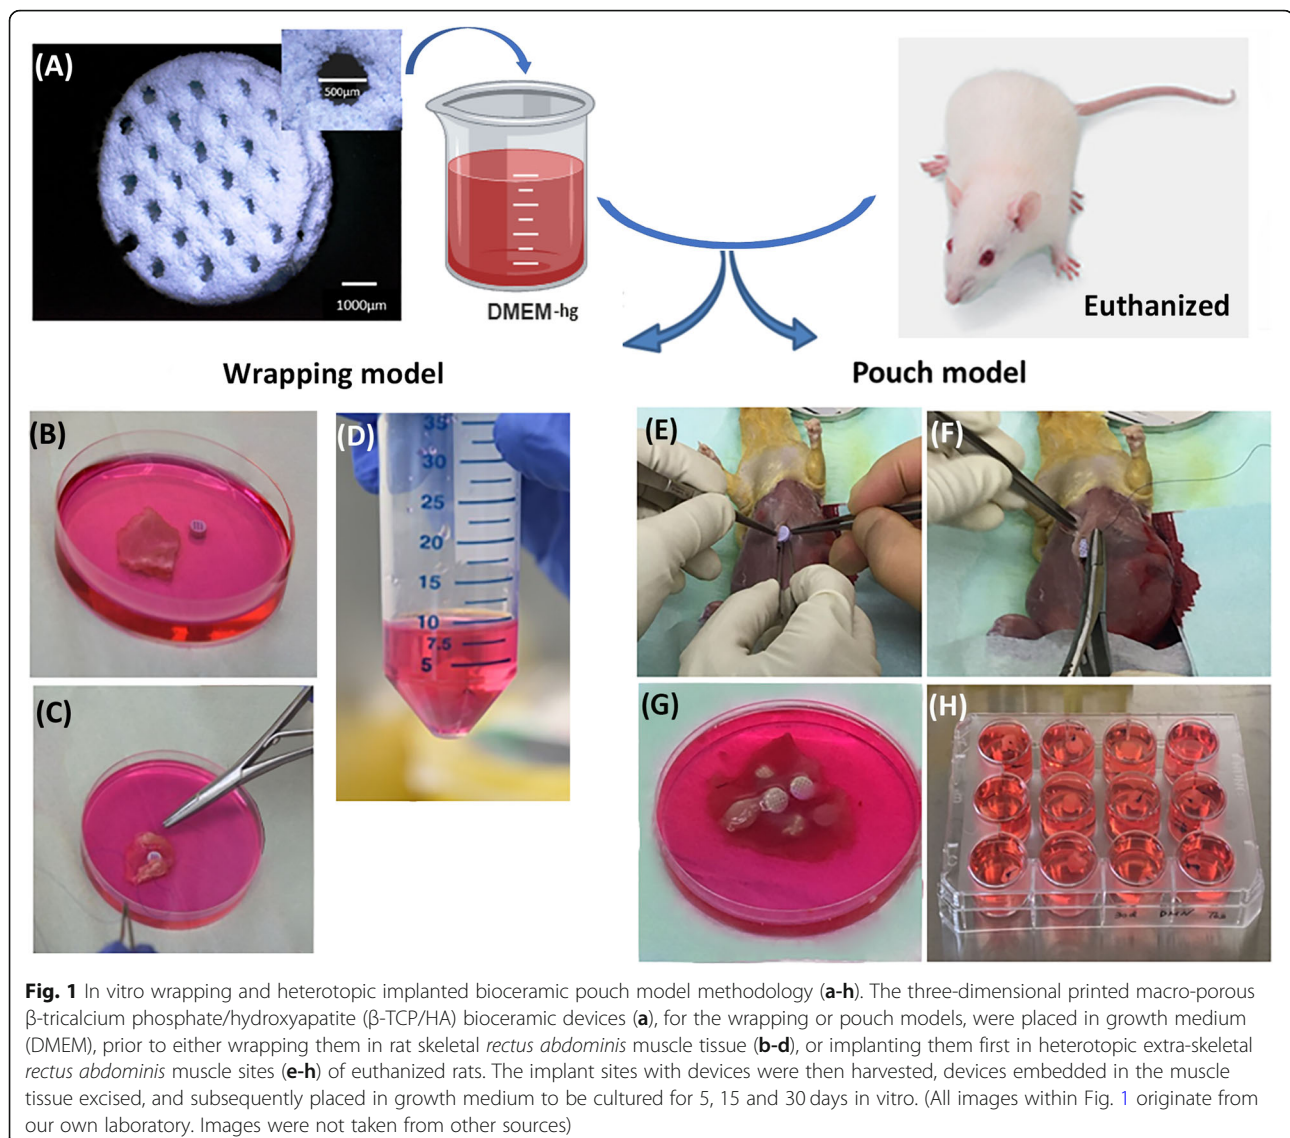 (A)
500µm
1000µm
DMEM-hg
Euthanized
Wrapping model
Pouch model
(B)
(D)
35
30
25
20
15
10
7.5
5
(C)
(E)
(F)
(G)
(H)
Fig. 1 In vitro wrapping and heterotopic implanted bioceramic pouch model methodology (a-h). The three-dimensional printed macro-porous
β-tricalcium phosphate/hydroxyapatite (β-TCP/HA) bioceramic devices (a), for the wrapping or pouch models, were placed in growth medium
(DMEM), prior to either wrapping them in rat skeletal rectus abdominis muscle tissue (b-d), or implanting them first in heterotopic extra-skeletal
rectus abdominis muscle sites (e-h) of euthanized rats. The implant sites with devices were then harvested, devices embedded in the muscle
tissue excised, and subsequently placed in growth medium to be cultured for 5, 15 and 30 days in vitro. (All images within Fig. 1 originate from
our own laboratory. Images were not taken from other sources)